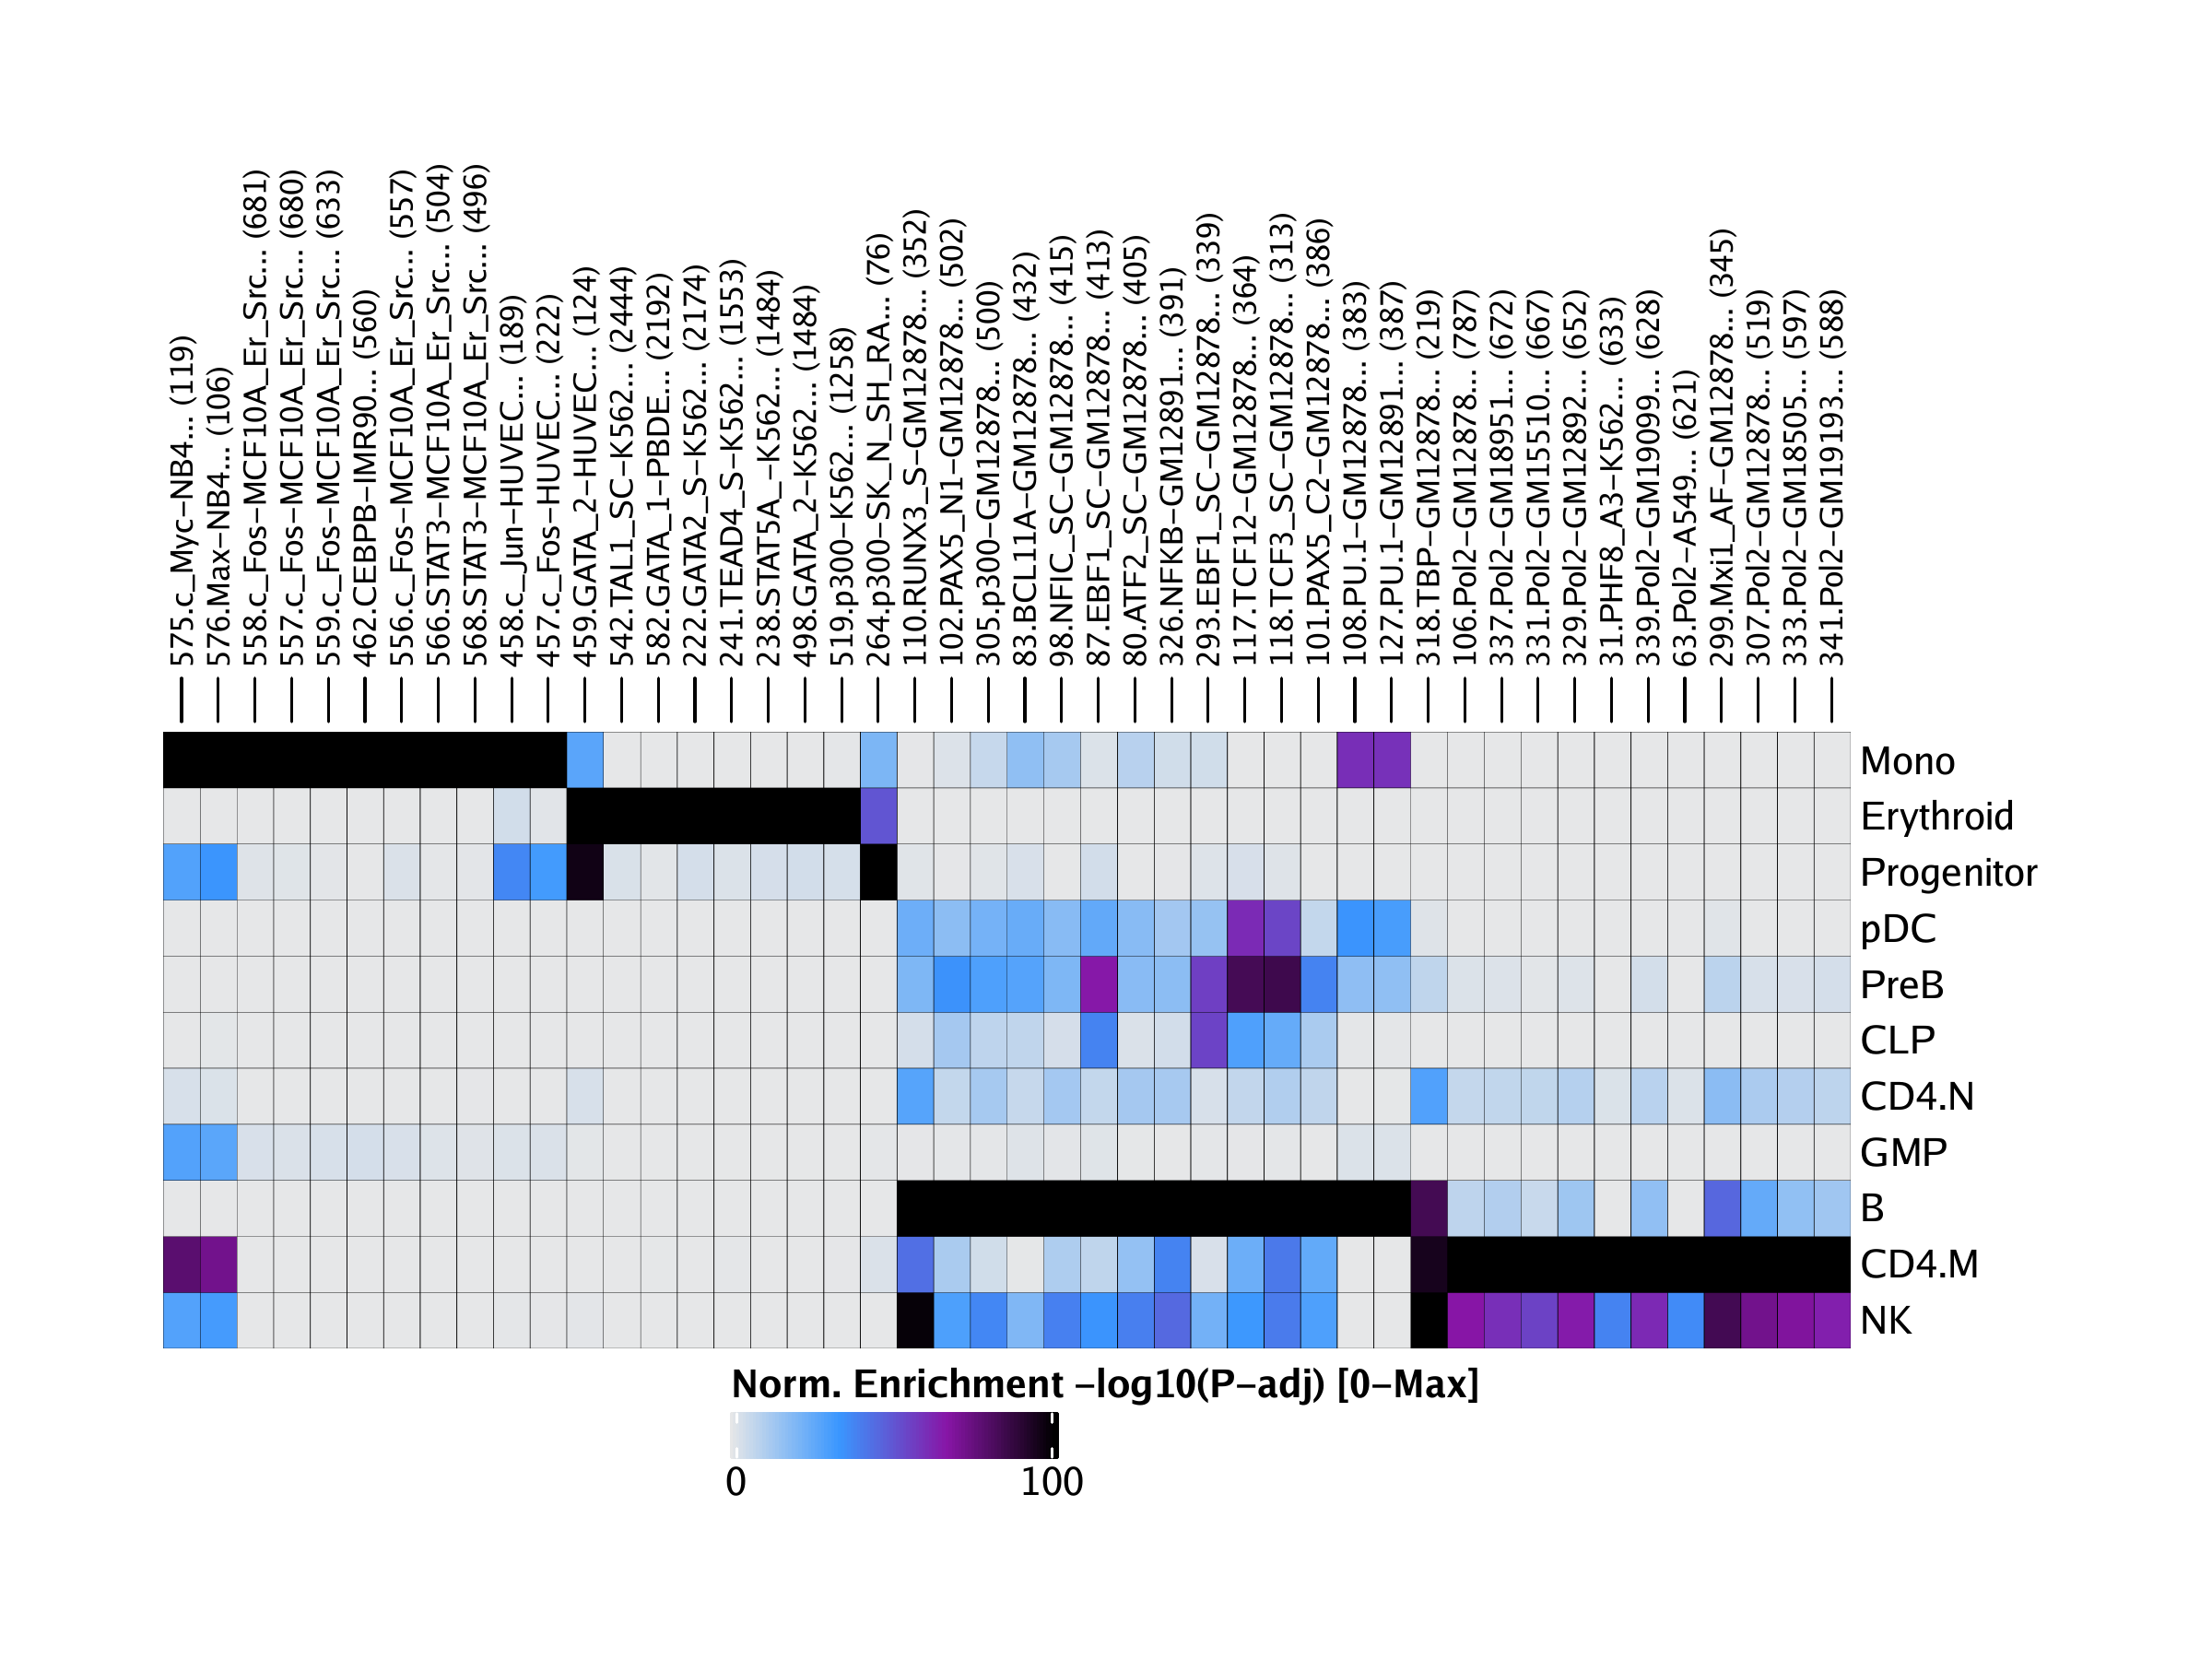 575.c_Myc−NB4... (119)
576.Max−NB4... (106)
558.c_Fos−MCF10A_Er_Src... (681)
557.c_Fos−MCF10A_Er_Src... (680)
559.c_Fos−MCF10A_Er_Src... (633)
462.CEBPB−IMR90... (560)
556.c_Fos−MCF10A_Er_Src... (557)
566.STAT3−MCF10A_Er_Src... (504)
568.STAT3−MCF10A_Er_Src... (496)
458.c_Jun−HUVEC... (189)
457.c_Fos−HUVEC... (222)
459.GATA_2−HUVEC... (124)
542.TAL1_SC−K562... (2444)
582.GATA_1−PBDE... (2192)
222.GATA2_S−K562... (2174)
241.TEAD4_S−K562... (1553)
238.STAT5A_−K562... (1484)
498.GATA_2−K562... (1484)
519.p300−K562... (1258)
264.p300−SK_N_SH_RA... (76)
110.RUNX3_S−GM12878... (352)
102.PAX5_N1−GM12878... (502)
305.p300−GM12878... (500)
83.BCL11A−GM12878... (432)
98.NFIC_SC−GM12878... (415)
87.EBF1_SC−GM12878... (413)
80.ATF2_SC−GM12878... (405)
326.NFKB−GM12891... (391)
293.EBF1_SC−GM12878... (339)
117.TCF12−GM12878... (364)
118.TCF3_SC−GM12878... (313)
101.PAX5_C2−GM12878... (386)
108.PU.1−GM12878... (383)
127.PU.1−GM12891... (387)
318.TBP−GM12878... (219)
106.Pol2−GM12878... (787)
337.Pol2−GM18951... (672)
331.Pol2−GM15510... (667)
329.Pol2−GM12892... (652)
31.PHF8_A3−K562... (633)
339.Pol2−GM19099... (628)
63.Pol2−A549... (621)
299.Mxi1_AF−GM12878... (345)
307.Pol2−GM12878... (519)
333.Pol2−GM18505... (597)
341.Pol2−GM19193... (588)
Mono
Erythroid
Progenitor
pDC
PreB
CLP
CD4.N
GMP
B
CD4.M
NK
Norm. Enrichment −log10(P−adj) [0−Max]
0 100